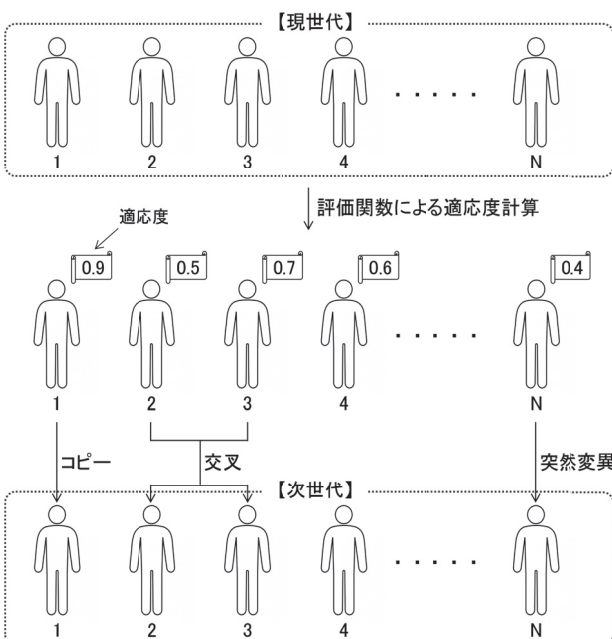 【現世代】
1 2 3 4 ・・・・・ N
評価関数による適応度計算
適応度
0.9 0.5 0.7 0.6 0.4
1 2 3 4 ・・・・・ N
コピー 交叉 突然変異
【次世代】
1 2 3 4 ・・・・・ N